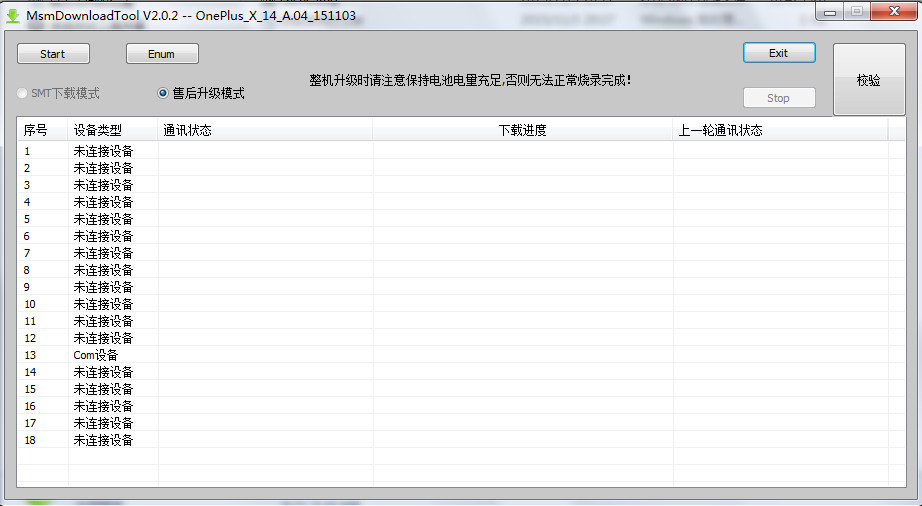 MsmDownloadTool V2.0.2 -- OnePlus_X_14_A.04_151103
Start Enum Exit
整机升级时请注意保持电池电量充足,否则无法正常烧录完成! 校验
SMT下载模式 售后升级模式 Stop
序号 设备类型 通讯状态 下载进度 上一轮通讯状态
1 未连接设备
2 未连接设备
3 未连接设备
4 未连接设备
5 未连接设备
6 未连接设备
7 未连接设备
8 未连接设备
9 未连接设备
10 未连接设备
11 未连接设备
12 未连接设备
13 Com设备
14 未连接设备
15 未连接设备
16 未连接设备
17 未连接设备
18 未连接设备